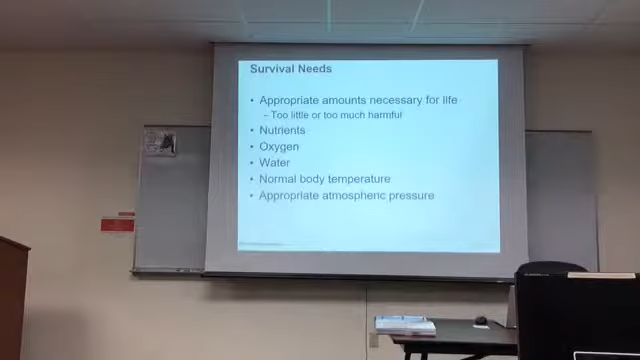 Survival Needs
• Appropriate amounts necessary for life
– Too little or too much harmful
• Nutrients
• Oxygen
• Water
• Normal body temperature
• Appropriate atmospheric pressure